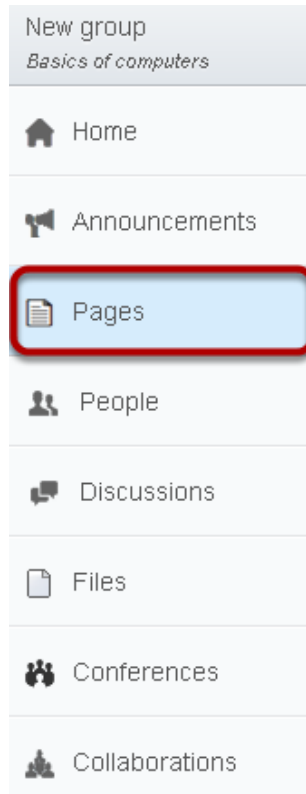 New group
Basics of computers
Home
Announcements
Pages
People
Discussions
Files
Conferences
Collaborations